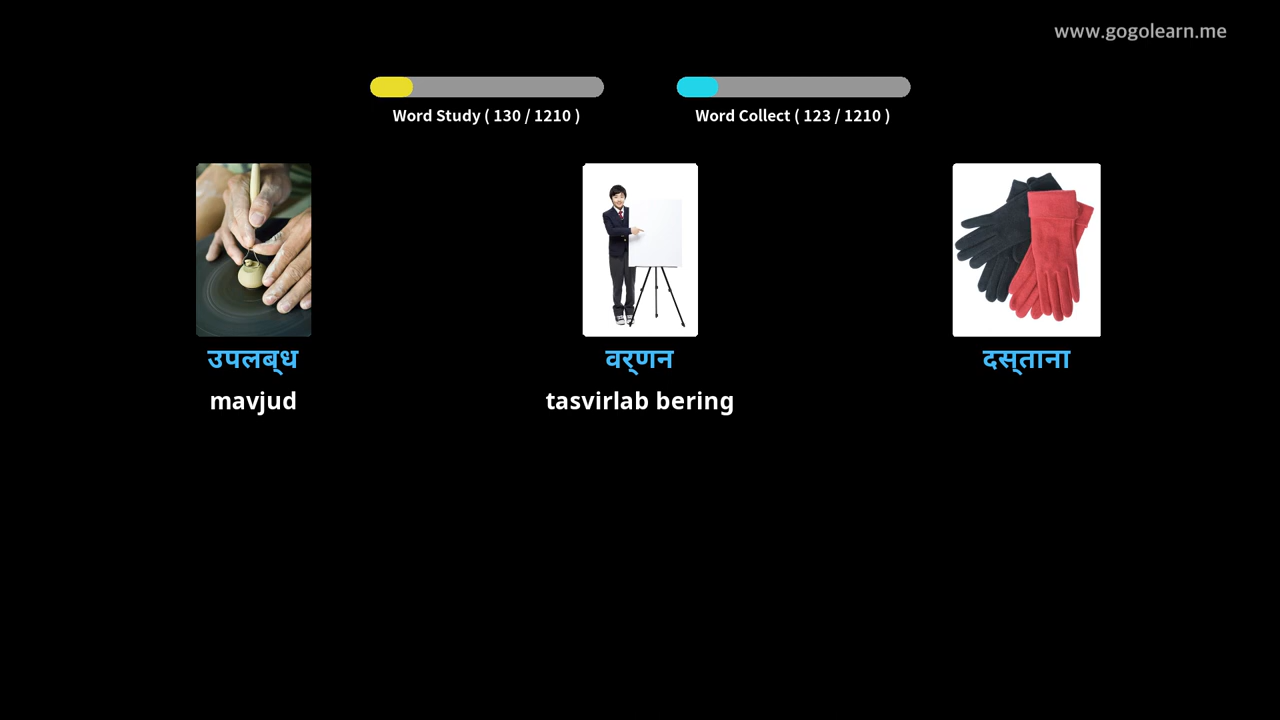 www.gogolearn.me
Word Study ( 130 / 1210 )
Word Collect ( 123 / 1210 )
उपलब्ध
वर्णन
दस्ताना
mavjud
tasvirlab bering